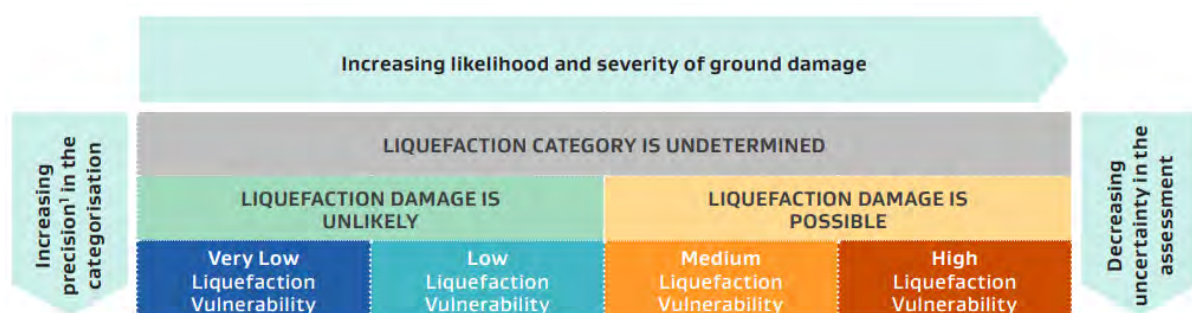 Increasing likelihood and severity of ground damage
Increasing
precision¹ in the
categorisation
LIQUEFACTION CATEGORY IS UNDETERMINED
LIQUEFACTION DAMAGE IS
UNLIKELY
LIQUEFACTION DAMAGE IS
POSSIBLE
Very Low
Liquefaction
Vulnerability
Low
Liquefaction
Vulnerability
Medium
Liquefaction
Vulnerability
High
Liquefaction
Vulnerability
Decreasing
uncertainty in the
assessment